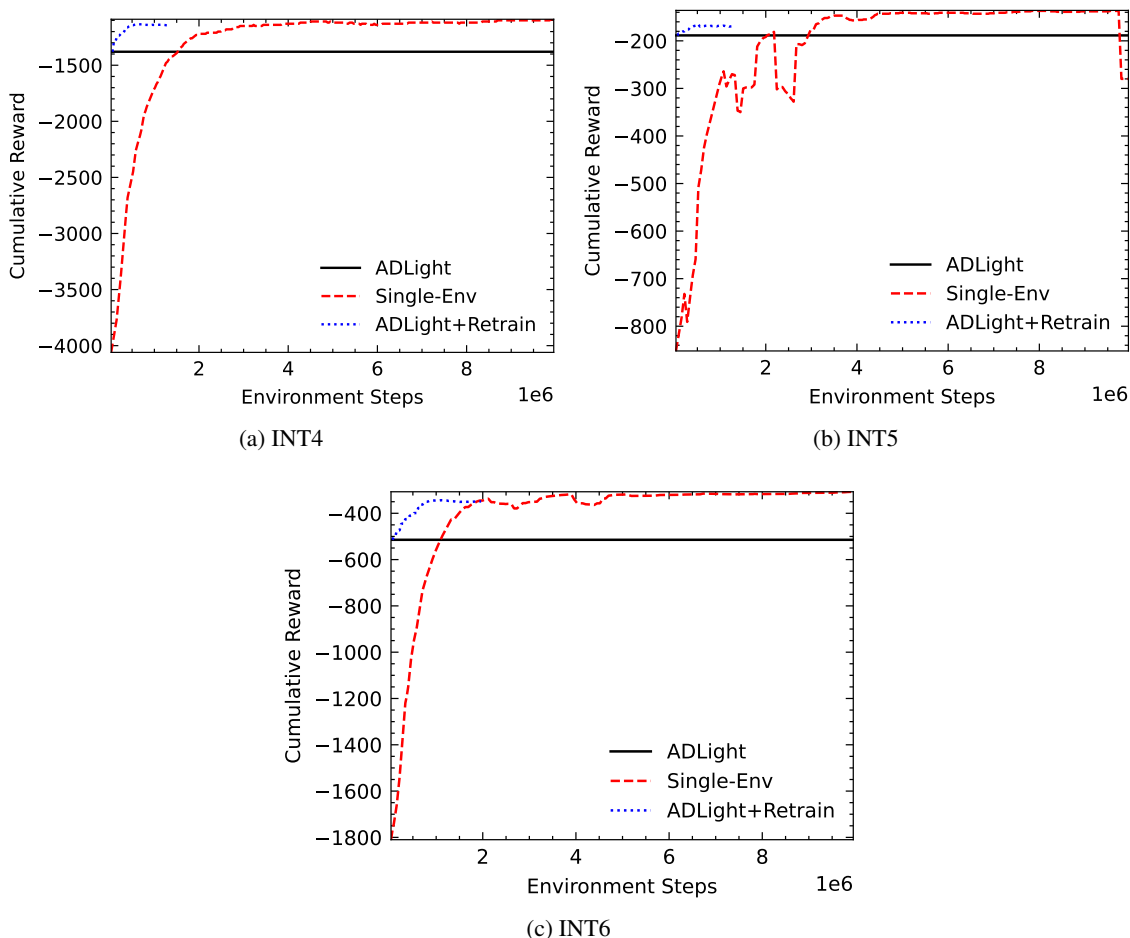 −1500
−2000
−2500
−3000
−3500
−4000
Cumulative Reward
ADLight
Single-Env
ADLight+Retrain
2 4 6 8
1e6
Environment Steps
(a) INT4
−200
−300
−400
−500
−600
−700
−800
Cumulative Reward
ADLight
Single-Env
ADLight+Retrain
2 4 6 8
1e6
Environment Steps
(b) INT5
−400
−600
−800
−1000
−1200
−1400
−1600
−1800
Cumulative Reward
ADLight
Single-Env
ADLight+Retrain
2 4 6 8
1e6
Environment Steps
(c) INT6